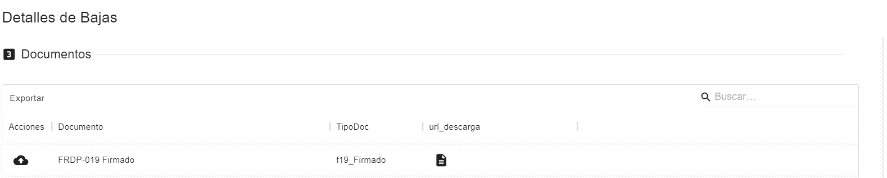 Detalles de Bajas
3 Documentos
Exportar
Buscar...
Acciones Documento TipoDoc url_descarga
FRDP-019 Firmado f19_Firmado